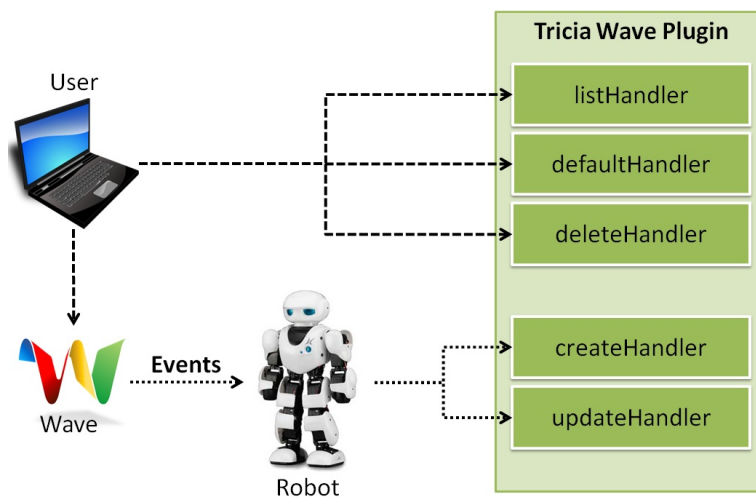 Tricia Wave Plugin
User
listHandler
defaultHandler
deleteHandler
createHandler
Events
updateHandler
Wave
Robot